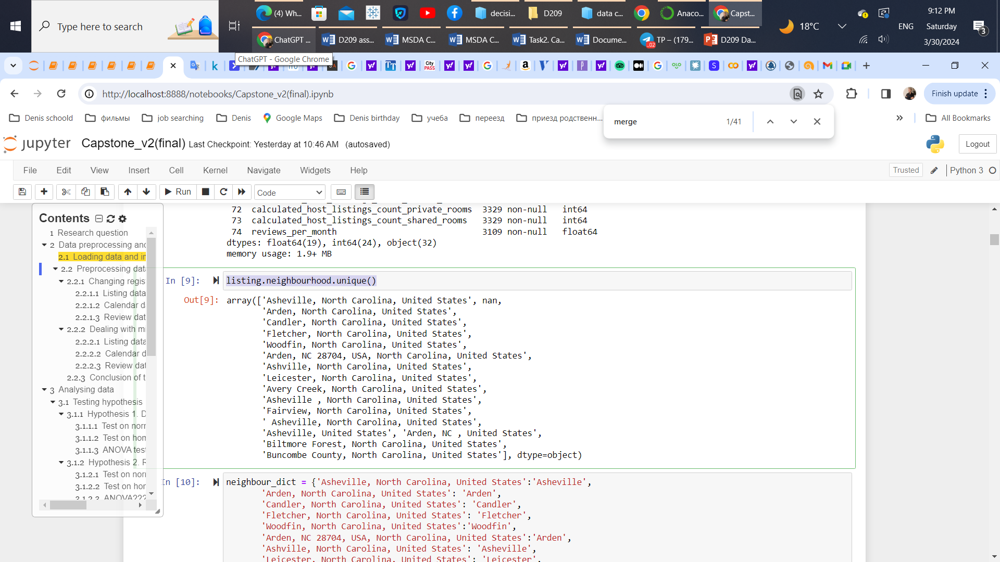 Type here to search
(4) Wh...
decisi...
D209
data c...
Anaco...
Capst...
18°C
ENG
9:12 PM
Saturday
3/30/2024
3
ChatGPT ...
D209 ass...
MSDA C...
MSDA C...
Task2. Ca...
Docume...
TP – (179...
D209 Da...
ChatGPT - Google Chrome
http://localhost:8888/notebooks/Capstone_v2(final).ipynb
Finish update
Denis schoold
фильмы
job searching
Denis
Google Maps
Denis birthday
учеба
переезд
приезд родственн...
All Bookmarks
merge
1/41
jupyter
Capstone_v2(final) Last Checkpoint: Yesterday at 10:46 AM (autosaved)
Logout
File Edit View Insert Cell Kernel Navigate Widgets Help
Trusted
Python 3
Run
Code
Contents
1 Research question
2 Data preprocessing and
2.1 Loading data and in
2.2 Preprocessing dat
2.2.1 Changing regis
2.2.1.1 Listing data
2.2.1.2 Calendar d
2.2.1.3 Review dat
2.2.2 Dealing with mi
2.2.2.1 Listing data
2.2.2.2 Calendar d
2.2.2.3 Review dat
2.2.3 Conclusion of t
3 Analysing data
3.1 Testing hypothesis
3.1.1 Hypothesis 1. D
3.1.1.1 Test on norr
3.1.1.2 Test on hom
3.1.1.3 ANOVA test
3.1.2 Hypothesis 2. R
3.1.2.1 Test on norr
3.1.2.2 Test on hor
3.1.2.3 ANOVA???
72 calculated_host_listings_count_private_rooms 3329 non-null int64
73 calculated_host_listings_count_shared_rooms 3329 non-null int64
74 reviews_per_month 3109 non-null float64
dtypes: float64(19), int64(24), object(32)
memory usage: 1.9+ MB
In [9]:
listing.neighbourhood.unique()
Out[9]:
array(['Asheville, North Carolina, United States', nan,
'Arden, North Carolina, United States',
'Candler, North Carolina, United States',
'Fletcher, North Carolina, United States',
'Woodfin, North Carolina, United States',
'Arden, NC 28704, USA, North Carolina, United States',
'Ashville, North Carolina, United States',
'Leicester, North Carolina, United States',
'Avery Creek, North Carolina, United States',
'Asheville , North Carolina, United States',
'Fairview, North Carolina, United States',
' Asheville, North Carolina, United States',
'Asheville, United States', 'Arden, NC , United States',
'Biltmore Forest, North Carolina, United States',
'Buncombe County, North Carolina, United States'], dtype=object)
In [10]:
neighbour_dict = {'Asheville, North Carolina, United States':'Asheville',
'Arden, North Carolina, United States': 'Arden',
'Candler, North Carolina, United States': 'Candler',
'Fletcher, North Carolina, United States': 'Fletcher',
'Woodfin, North Carolina, United States':'Woodfin',
'Arden, NC 28704, USA, North Carolina, United States':'Arden',
'Ashville, North Carolina, United States': 'Asheville',
'Leicester, North Carolina, United States': 'Leicester',